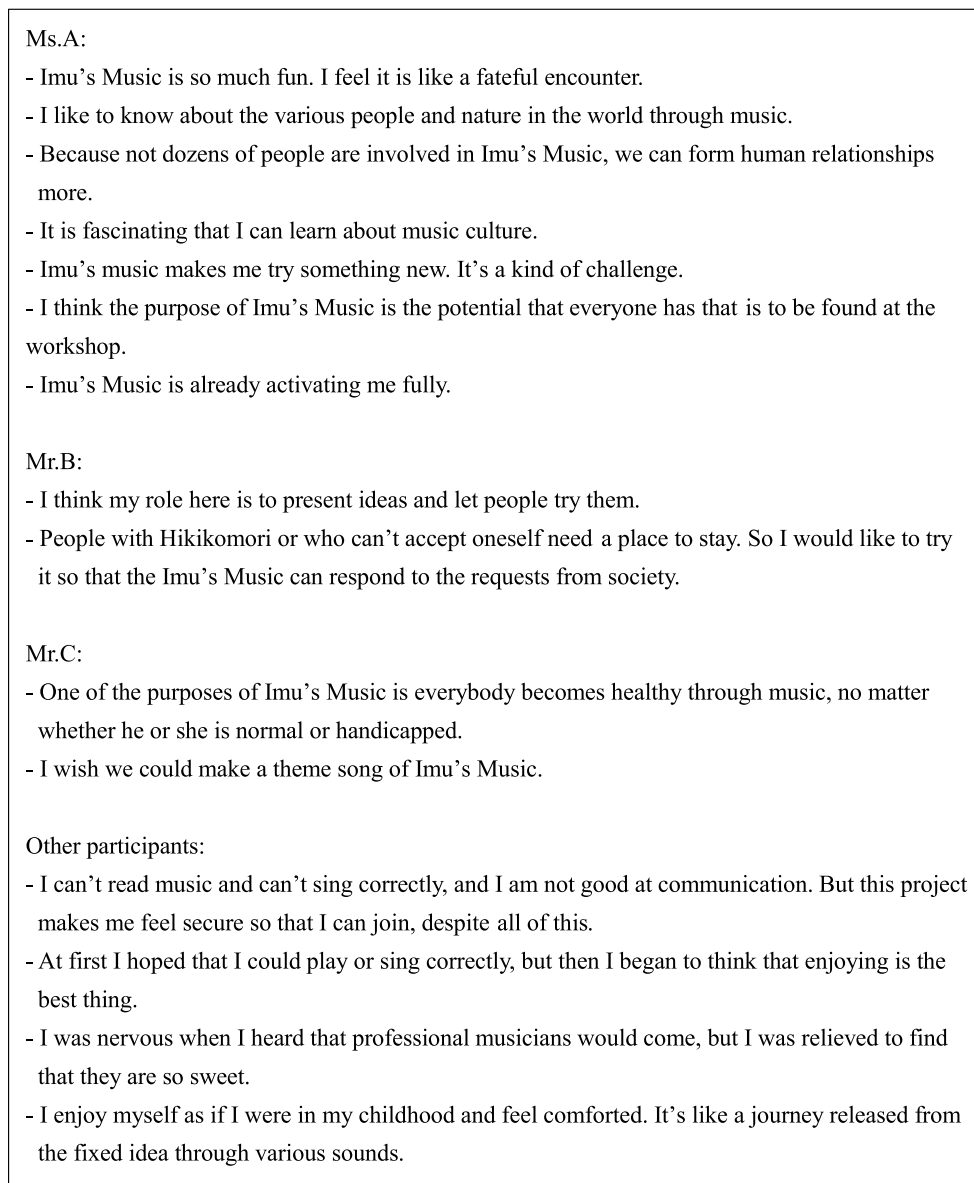 Ms.A:
- Imu’s Music is so much fun. I feel it is like a fateful encounter.
- I like to know about the various people and nature in the world through music.
- Because not dozens of people are involved in Imu’s Music, we can form human relationships
more.
- It is fascinating that I can learn about music culture.
- Imu’s music makes me try something new. It’s a kind of challenge.
- I think the purpose of Imu’s Music is the potential that everyone has that is to be found at the
workshop.
- Imu’s Music is already activating me fully.
Mr.B:
- I think my role here is to present ideas and let people try them.
- People with Hikikomori or who can’t accept oneself need a place to stay. So I would like to try
it so that the Imu’s Music can respond to the requests from society.
Mr.C:
- One of the purposes of Imu’s Music is everybody becomes healthy through music, no matter
whether he or she is normal or handicapped.
- I wish we could make a theme song of Imu’s Music.
Other participants:
- I can’t read music and can’t sing correctly, and I am not good at communication. But this project
makes me feel secure so that I can join, despite all of this.
- At first I hoped that I could play or sing correctly, but then I began to think that enjoying is the
best thing.
- I was nervous when I heard that professional musicians would come, but I was relieved to find
that they are so sweet.
- I enjoy myself as if I were in my childhood and feel comforted. It’s like a journey released from
the fixed idea through various sounds.